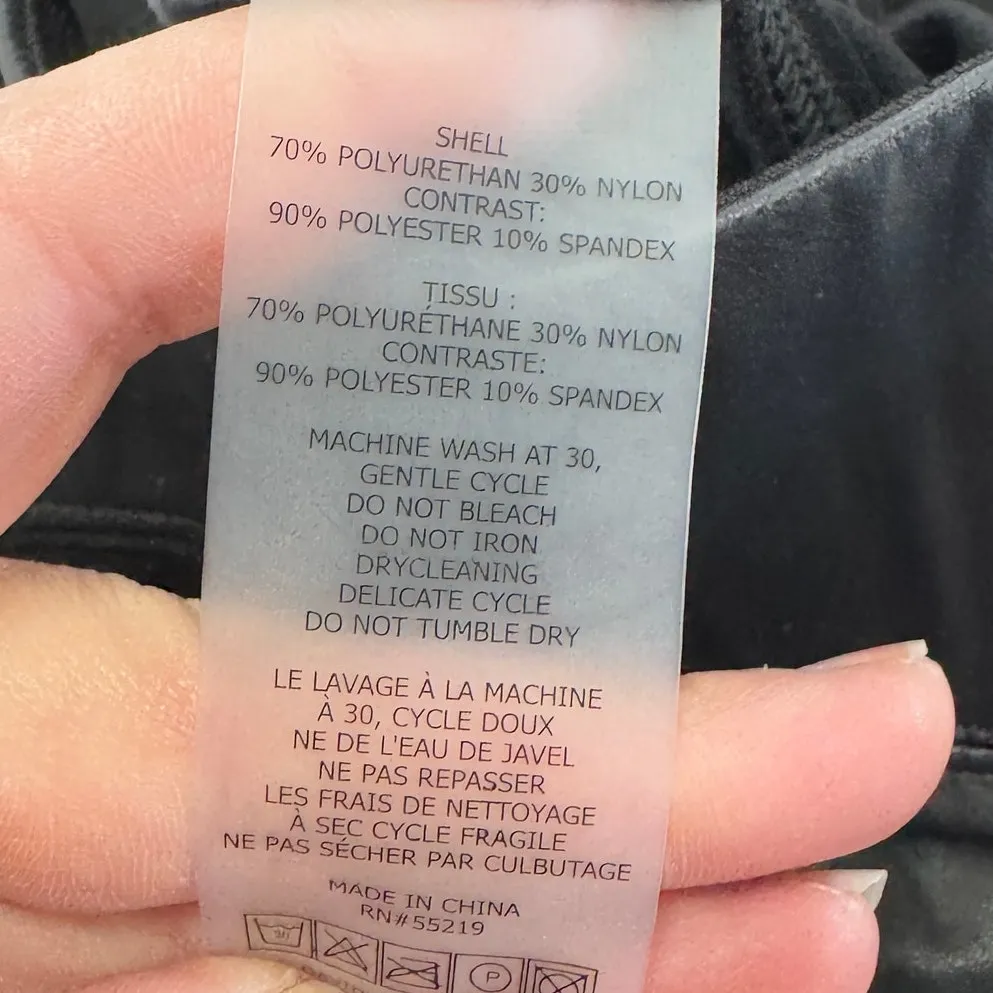 SHELL
70% POLYURETHAN 30% NYLON
CONTRAST:
90% POLYESTER 10% SPANDEX
TISSU :
70% POLYURÉTHANE 30% NYLON
CONTRASTE:
90% POLYESTER 10% SPANDEX
MACHINE WASH AT 30,
GENTLE CYCLE
DO NOT BLEACH
DO NOT IRON
DRYCLEANING
DELICATE CYCLE
DO NOT TUMBLE DRY
LE LAVAGE À LA MACHINE
À 30, CYCLE DOUX
NE DE L'EAU DE JAVEL
NE PAS REPASSER
LES FRAIS DE NETTOYAGE
À SEC CYCLE FRAGILE
NE PAS SÉCHER PAR CULBUTAGE
MADE IN CHINA
RN#55219
30 P